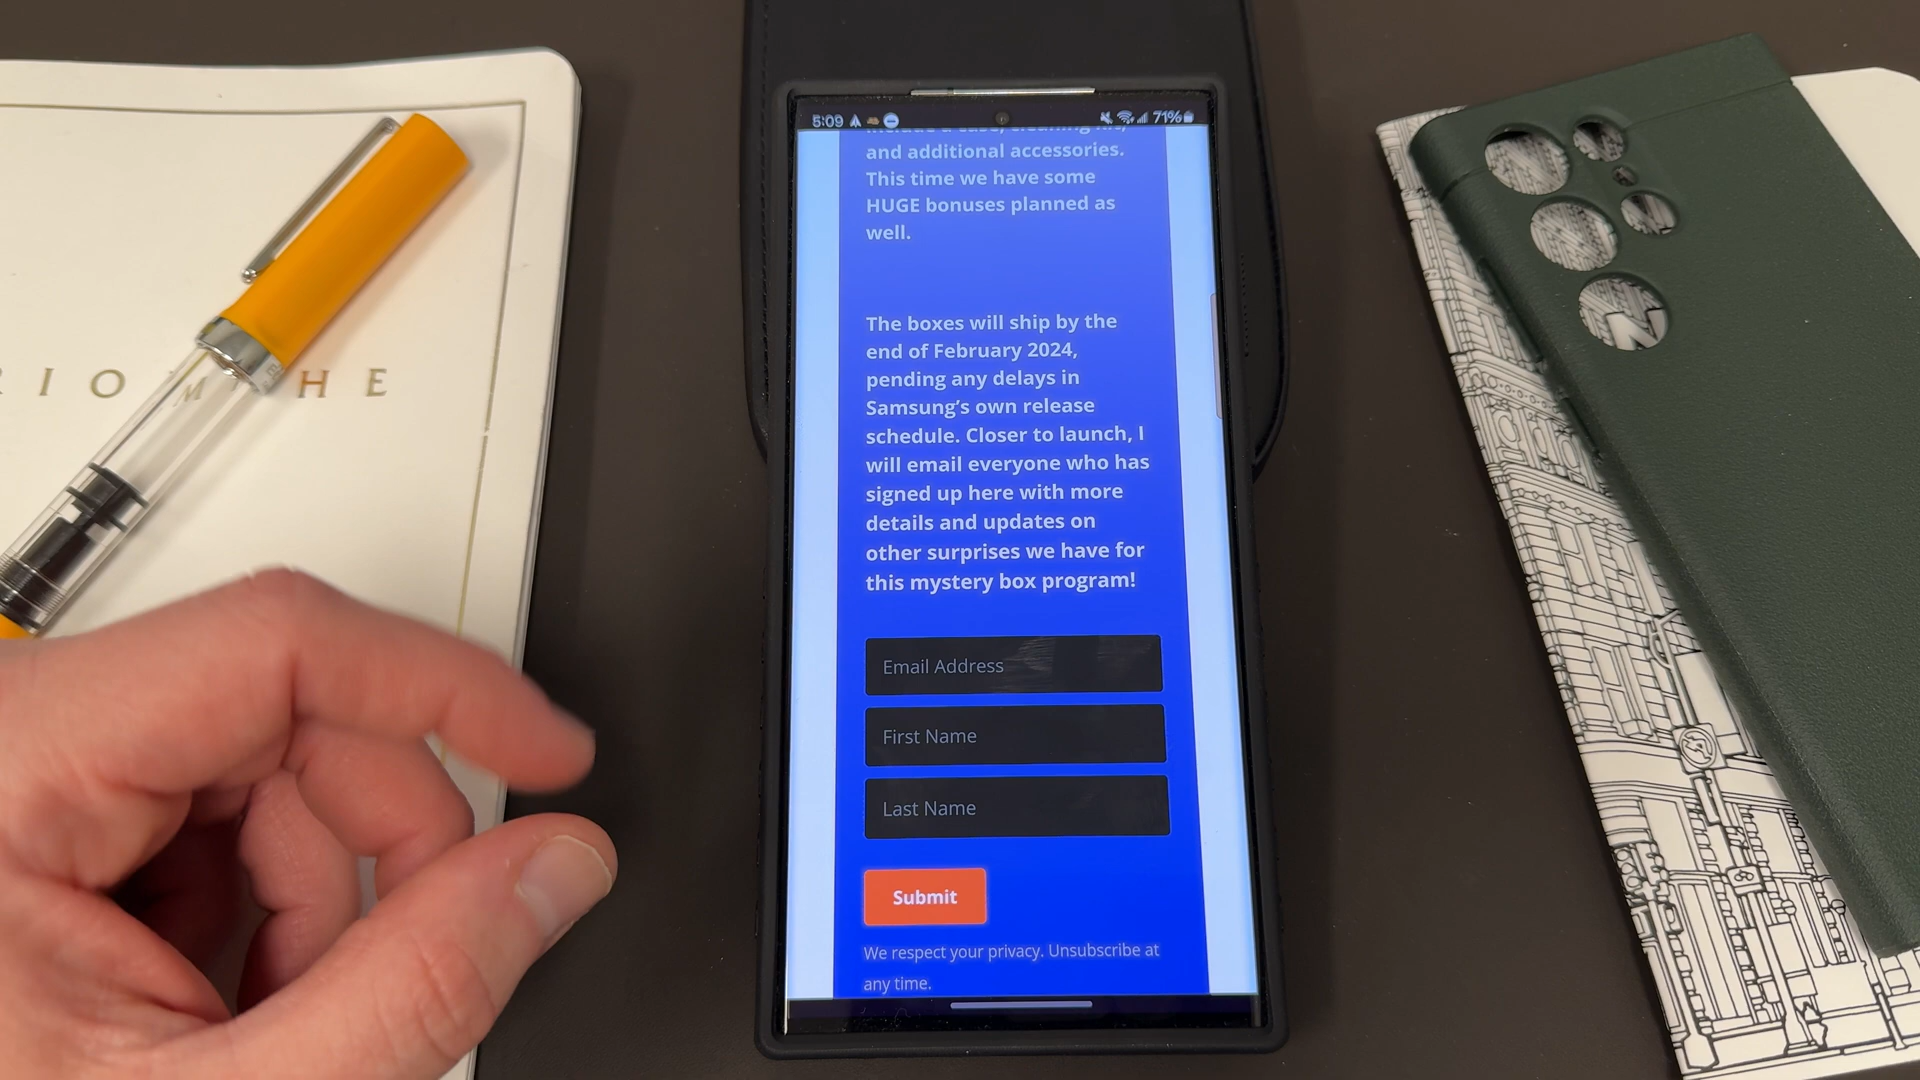 5:09
71%
and additional accessories.
This time we have some
HUGE bonuses planned as
well.
The boxes will ship by the
end of February 2024,
pending any delays in
Samsung's own release
schedule. Closer to launch, I
will email everyone who has
signed up here with more
details and updates on
other surprises we have for
this mystery box program!
Email Address
First Name
Last Name
Submit
We respect your privacy. Unsubscribe at
any time.